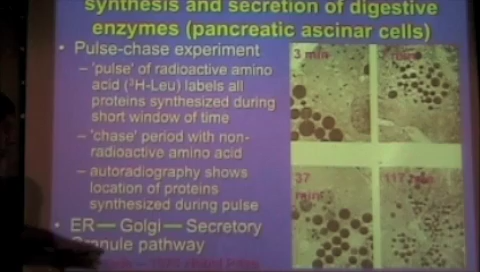 synthesis and secretion of digestive
enzymes (pancreatic ascinar cells)
• Pulse-chase experiment
– 'pulse' of radioactive amino
acid (³H-Leu) labels all
proteins synthesized during
short window of time
– 'chase' period with non-
radioactive amino acid
– autoradiography shows
location of proteins
synthesized during pulse
• ER — Golgi — Secretory
Granule pathway
3 min
37
mins
117